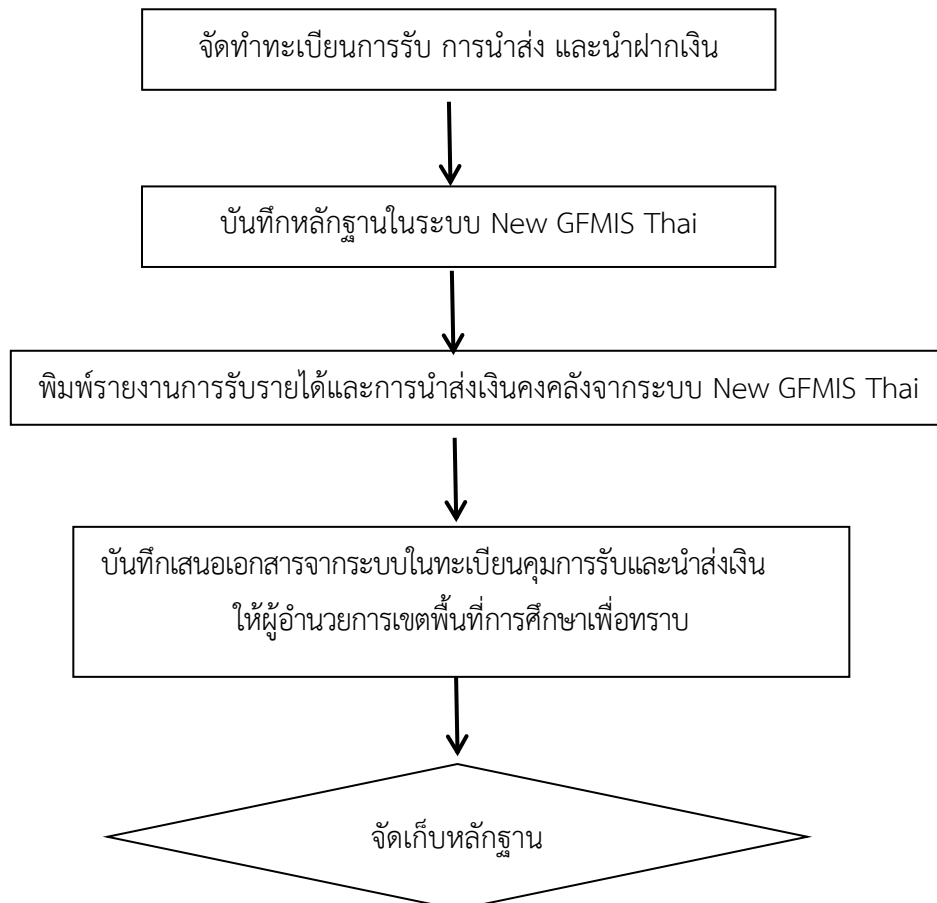 จัดทำทะเบียนการรับ การนำส่ง และนำฝากเงิน
บันทึกหลักฐานในระบบ New GFMIS Thai
พิมพ์รายงานการรับรายได้และการนำส่งเงินคงคลังจากระบบ New GFMIS Thai
บันทึกเสนอเอกสารจากระบบในทะเบียนคุมการรับและนำส่งเงิน
ให้ผู้อำนวยการเขตพื้นที่การศึกษาเพื่อทราบ
จัดเก็บหลักฐาน